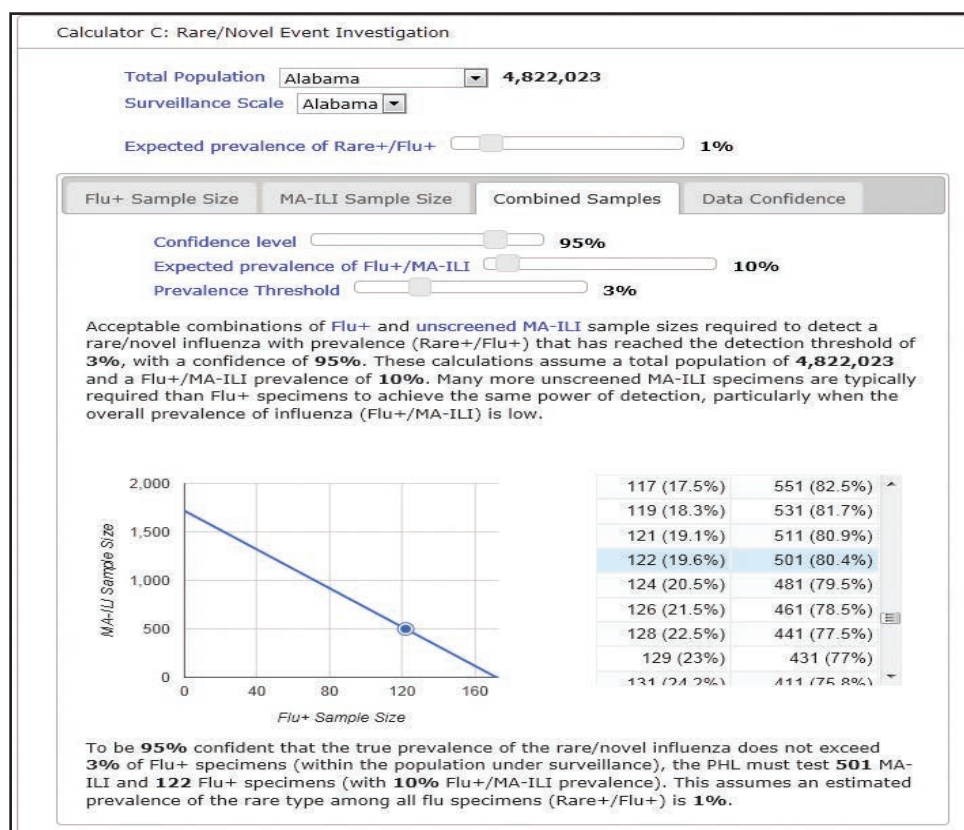 Calculator C: Rare/Novel Event Investigation
Total Population Alabama 4,822,023
Surveillance Scale Alabama
Expected prevalence of Rare+/Flu+ 1%
Flu+ Sample Size MA-ILI Sample Size Combined Samples Data Confidence
Confidence level 95%
Expected prevalence of Flu+/MA-ILI 10%
Prevalence Threshold 3%
Acceptable combinations of Flu+ and unscreened MA-ILI sample sizes required to detect a
rare/novel influenza with prevalence (Rare+/Flu+) that has reached the detection threshold of
3%, with a confidence of 95%. These calculations assume a total population of 4,822,023
and a Flu+/MA-ILI prevalence of 10%. Many more unscreened MA-ILI specimens are typically
required than Flu+ specimens to achieve the same power of detection, particularly when the
overall prevalence of influenza (Flu+/MA-ILI) is low.
2,000
1,500
1,000
500
0
MA-ILI Sample Size
0 40 80 120 160
Flu+ Sample Size
117 (17.5%) 551 (82.5%)
119 (18.3%) 531 (81.7%)
121 (19.1%) 511 (80.9%)
122 (19.6%) 501 (80.4%)
124 (20.5%) 481 (79.5%)
126 (21.5%) 461 (78.5%)
128 (22.5%) 441 (77.5%)
129 (23%) 431 (77%)
131 (24.2%) 411 (75.8%)
To be 95% confident that the true prevalence of the rare/novel influenza does not exceed
3% of Flu+ specimens (within the population under surveillance), the PHL must test 501 MA-
ILI and 122 Flu+ specimens (with 10% Flu+/MA-ILI prevalence). This assumes an estimated
prevalence of the rare type among all flu specimens (Rare+/Flu+) is 1%.